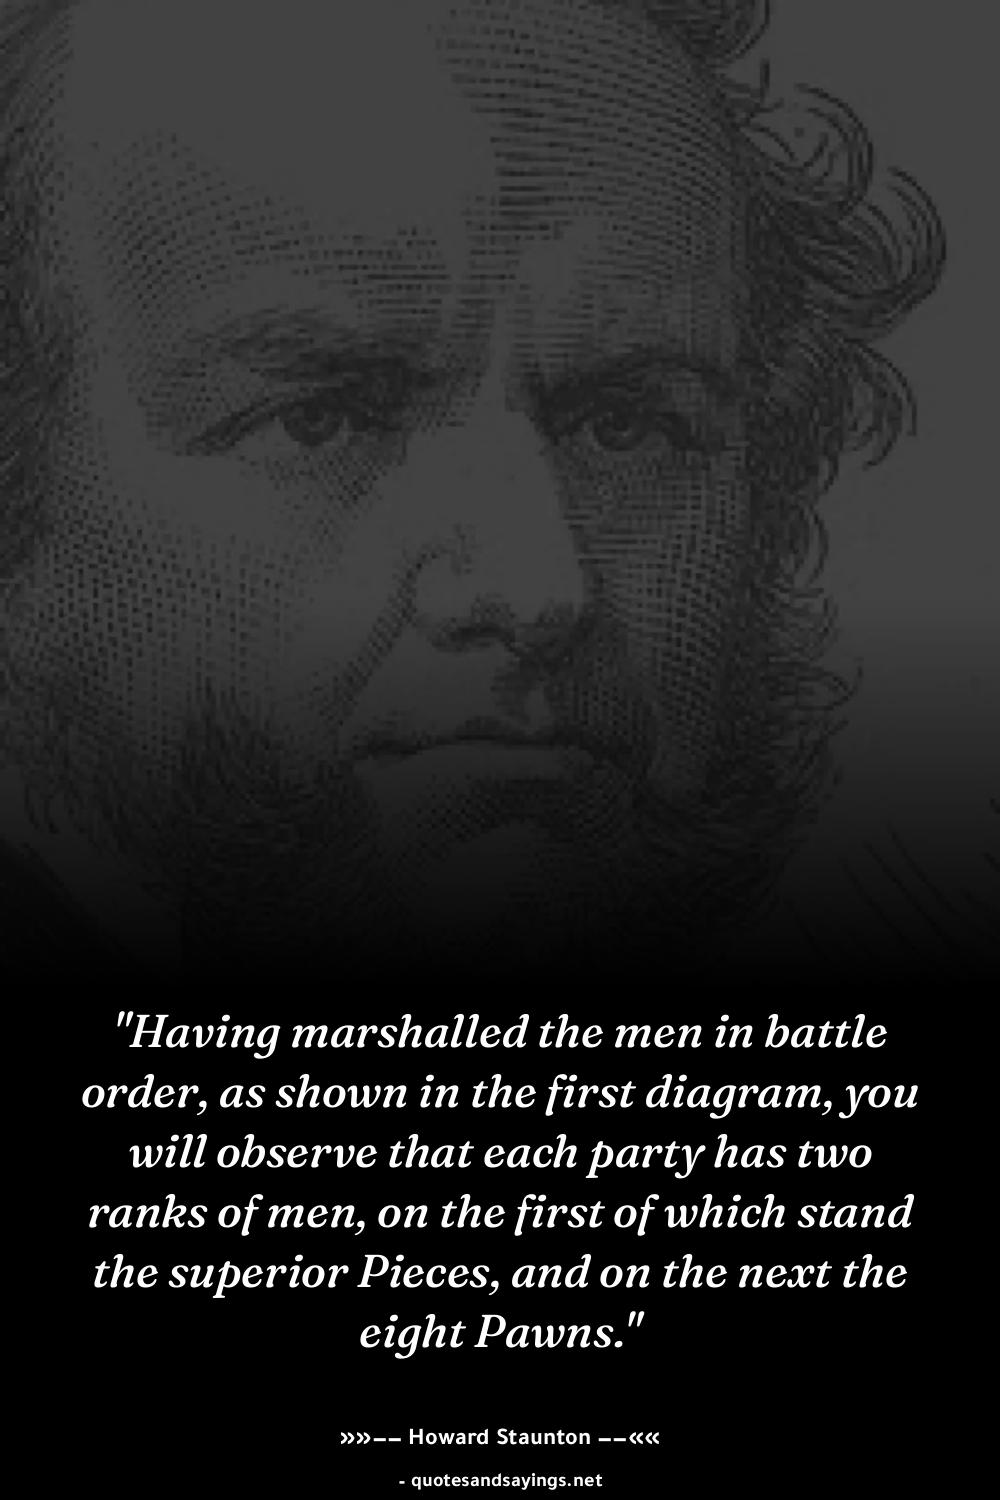 "Having marshalled the men in battle
order, as shown in the first diagram, you
will observe that each party has two
ranks of men, on the first of which stand
the superior Pieces, and on the next the
eight Pawns."
»»−− Howard Staunton −−««
- quotesandsayings.net